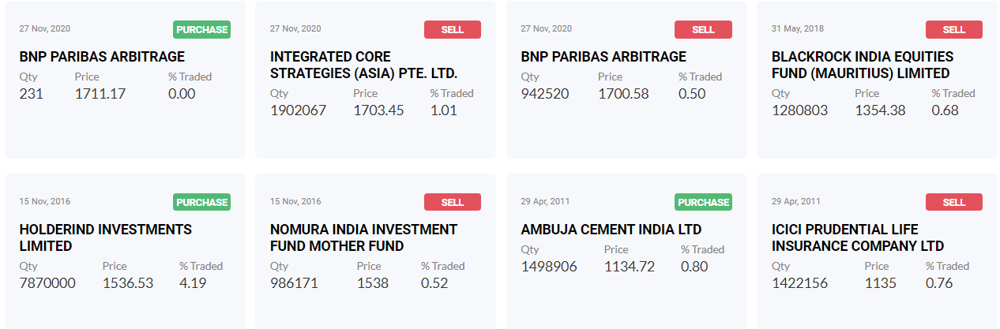 27 Nov, 2020
PURCHASE
BNP PARIBAS ARBITRAGE
Qty Price % Traded
231 1711.17 0.00
27 Nov, 2020
SELL
INTEGRATED CORE
STRATEGIES (ASIA) PTE. LTD.
Qty Price % Traded
1902067 1703.45 1.01
27 Nov, 2020
SELL
BNP PARIBAS ARBITRAGE
Qty Price % Traded
942520 1700.58 0.50
31 May, 2018
SELL
BLACKROCK INDIA EQUITIES
FUND (MAURITIUS) LIMITED
Qty Price % Traded
1280803 1354.38 0.68
15 Nov, 2016
PURCHASE
HOLDERIND INVESTMENTS
LIMITED
Qty Price % Traded
7870000 1536.53 4.19
15 Nov, 2016
SELL
NOMURA INDIA INVESTMENT
FUND MOTHER FUND
Qty Price % Traded
986171 1538 0.52
29 Apr, 2011
PURCHASE
AMBUJA CEMENT INDIA LTD
Qty Price % Traded
1498906 1134.72 0.80
29 Apr, 2011
SELL
ICICI PRUDENTIAL LIFE
INSURANCE COMPANY LTD
Qty Price % Traded
1422156 1135 0.76